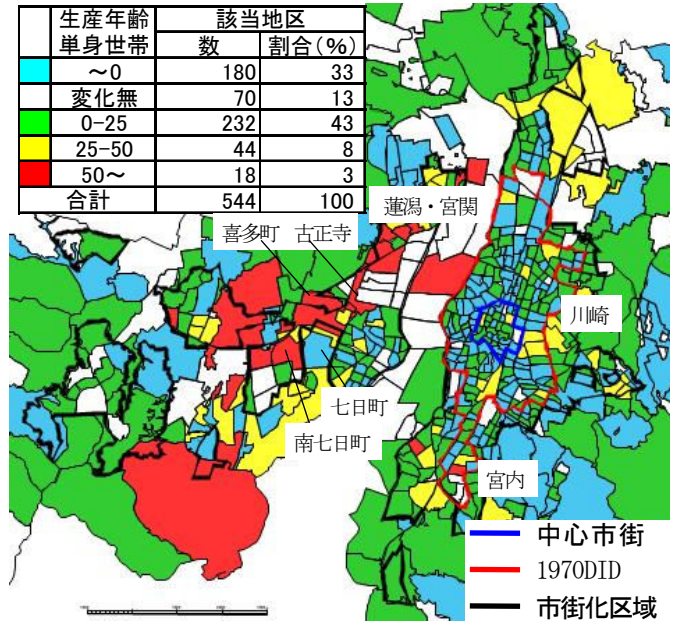 生産年齢 該当地区
単身世帯 数 割合(%)
～0 180 33
変化無 70 13
0-25 232 43
25-50 44 8
50～ 18 3
合計 544 100
蓮潟・宮関
喜多町 古正寺
川崎
七日町
南七日町
宮内
中心市街
1970DID
市街化区域